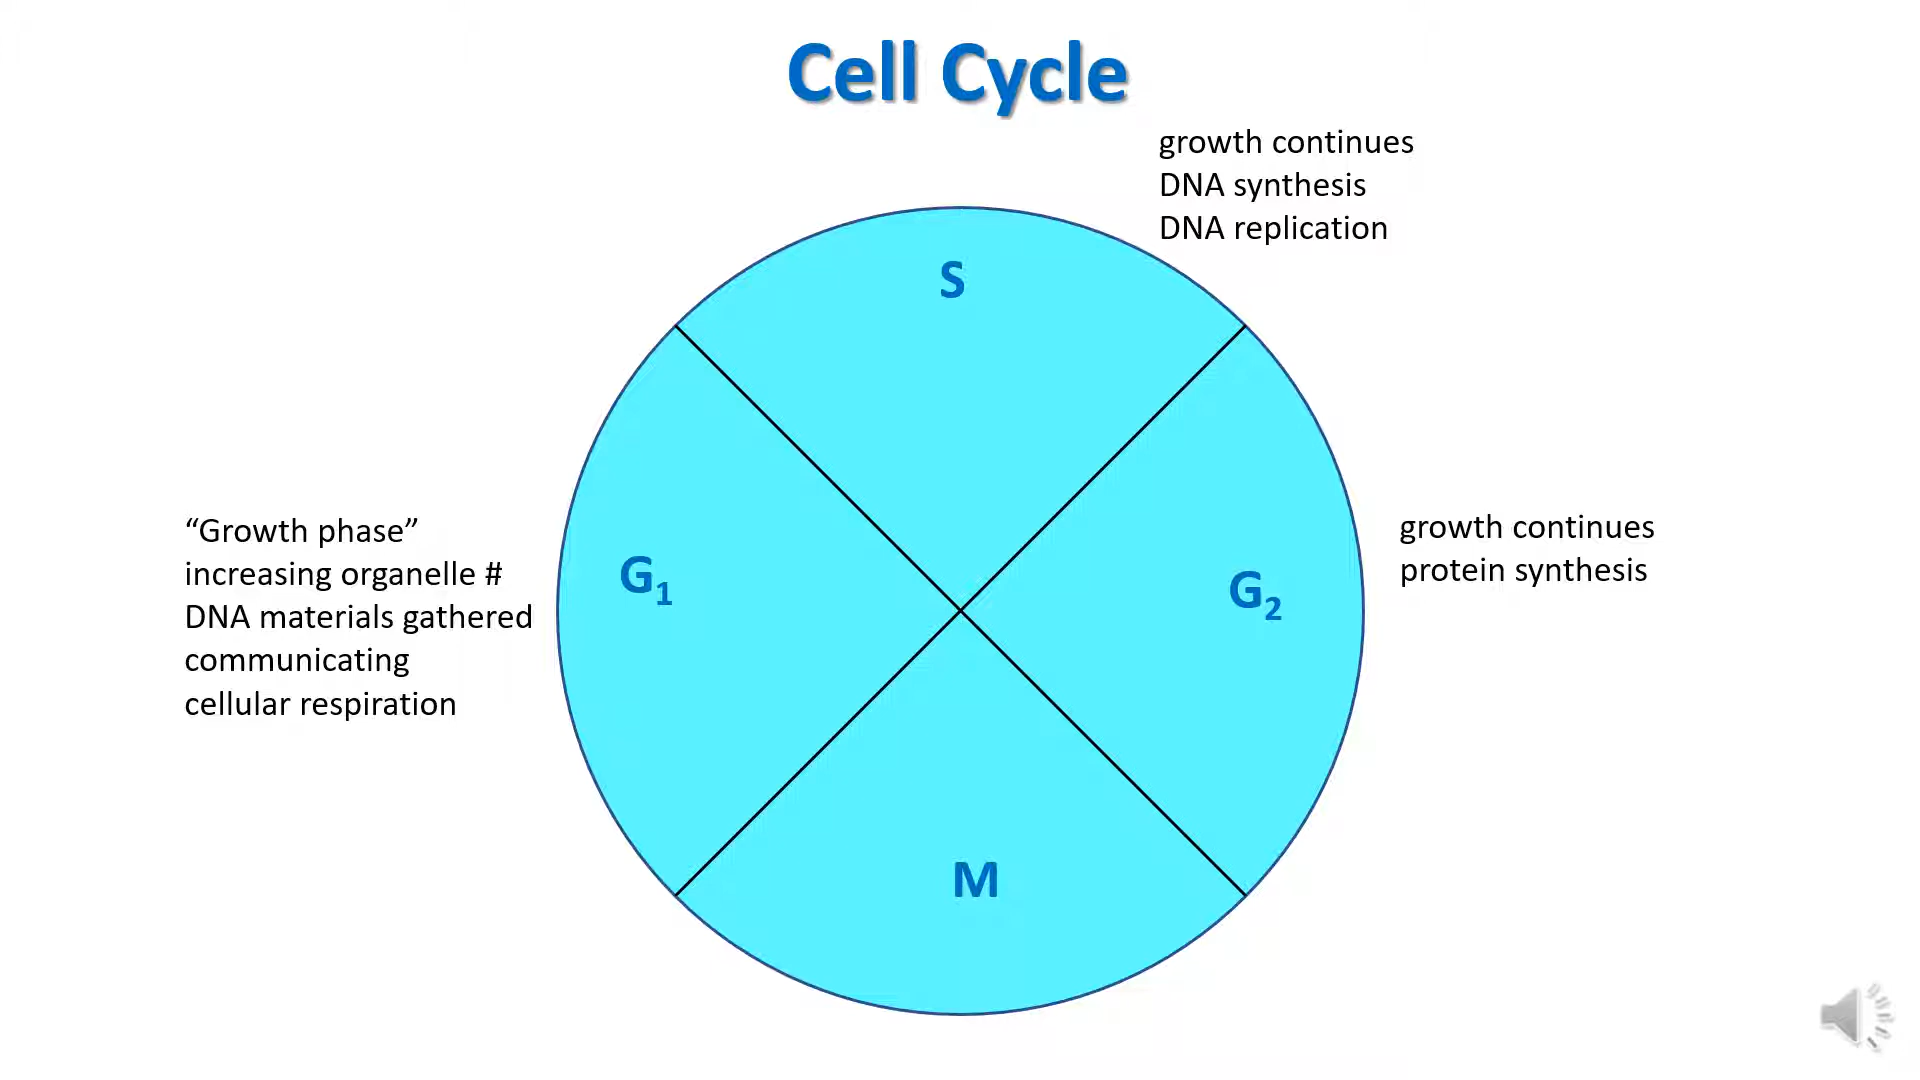 Cell Cycle
growth continues
DNA synthesis
DNA replication
S
“Growth phase”
increasing organelle #
DNA materials gathered
communicating
cellular respiration
G₁
G₂
growth continues
protein synthesis
M